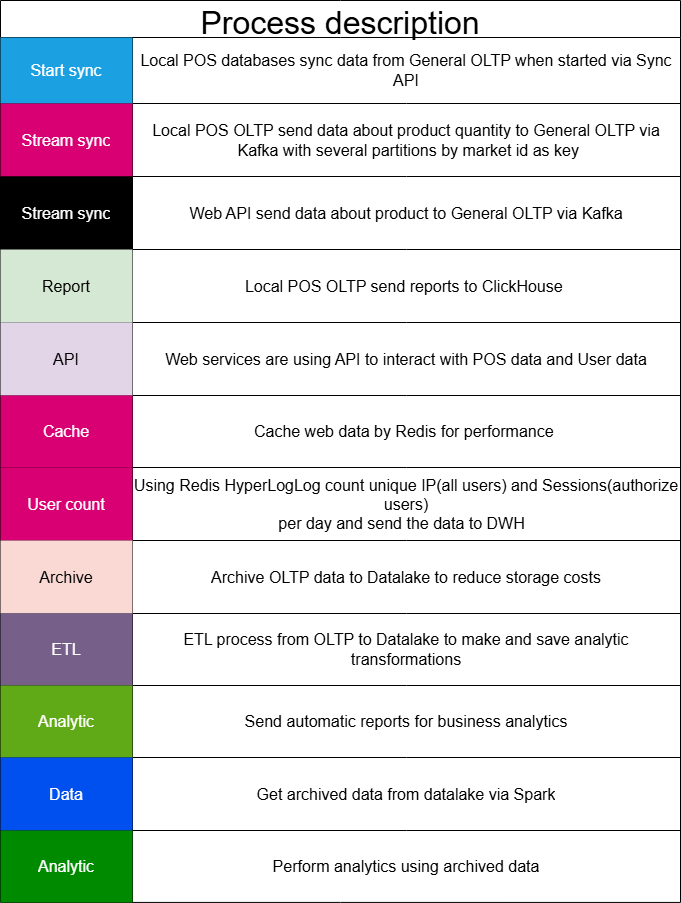 Process description
Start sync
Local POS databases sync data from General OLTP when started via Sync
API
Stream sync
Local POS OLTP send data about product quantity to General OLTP via
Kafka with several partitions by market id as key
Stream sync
Web API send data about product to General OLTP via Kafka
Report
Local POS OLTP send reports to ClickHouse
API
Web services are using API to interact with POS data and User data
Cache
Cache web data by Redis for performance
User count
Using Redis HyperLogLog count unique IP(all users) and Sessions(authorize
users)
per day and send the data to DWH
Archive
Archive OLTP data to Datalake to reduce storage costs
ETL
ETL process from OLTP to Datalake to make and save analytic
transformations
Analytic
Send automatic reports for business analytics
Data
Get archived data from datalake via Spark
Analytic
Perform analytics using archived data